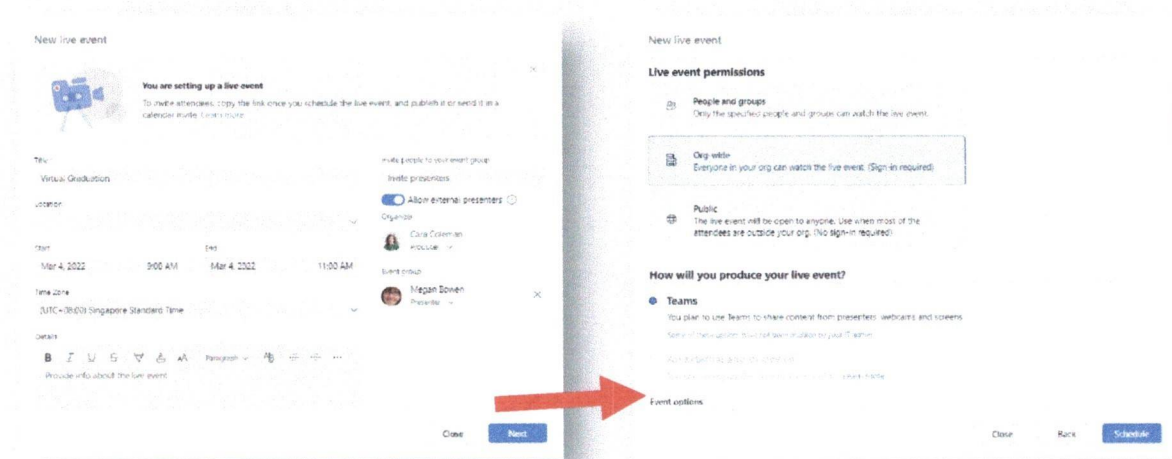 New live event
You are setting up a live event
To invite attendees, copy the link once you schedule the live event, and publish it or send it in a
calendar invite. Learn more
Title
Virtual Graduation
Location
Start
End
Mar 4, 2022
9:00 AM
Mar 4, 2022
11:00 AM
Time Zone
(UTC+08:00) Singapore Standard Time
Details
B I U S
Paragraph
Provide info about the live event
Invite people to your event group
Invite presenters
Allow external presenters
Organizer
Cara Coleman
Producer
Event group
Megan Bowen
Presenter
Close
Next
New live event
Live event permissions
People and groups
Only the specified people and groups can watch the live event.
Org-wide
Everyone in your org can watch the live event. (Sign-in required)
Public
The live event will be open to anyone. Use when most of the
attendees are outside your org. (No sign-in required)
How will you produce your live event?
Teams
You plan to use Teams to share content from presenters' webcams and screens.
Event options
Close
Back
Schedule